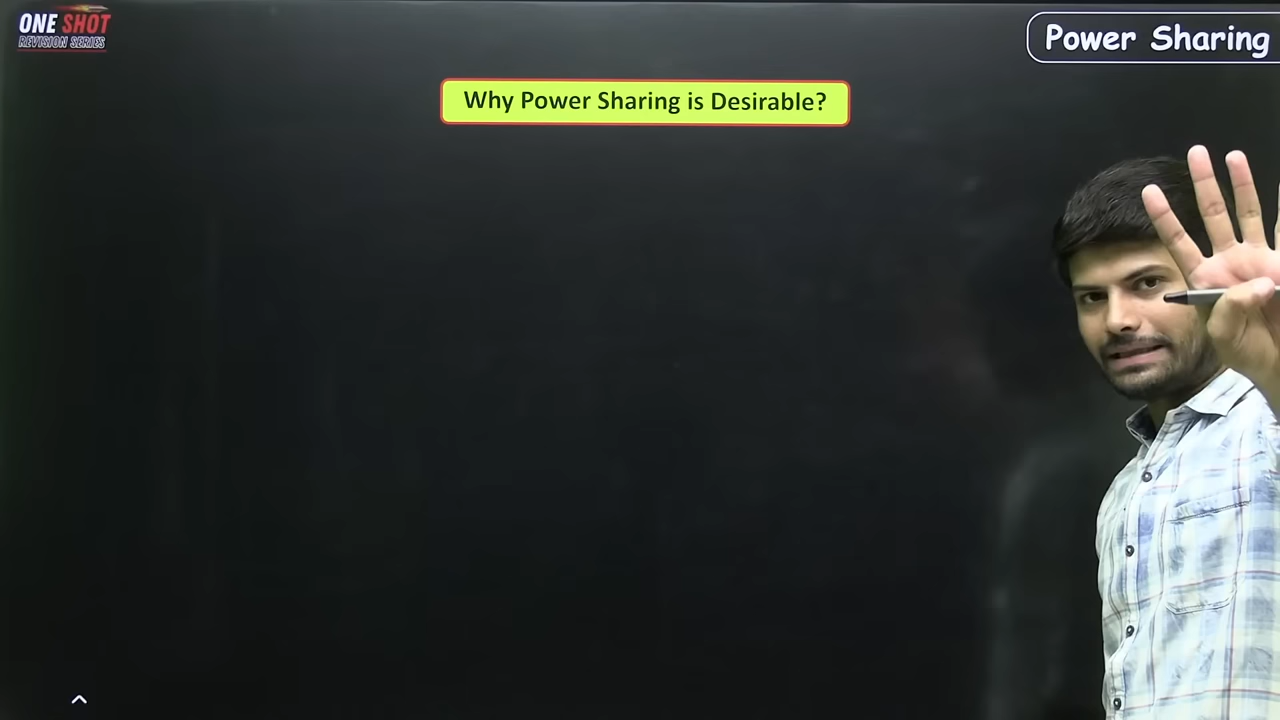 ONE SHOT
REVISION SERIES
Power Sharing
Why Power Sharing is Desirable?